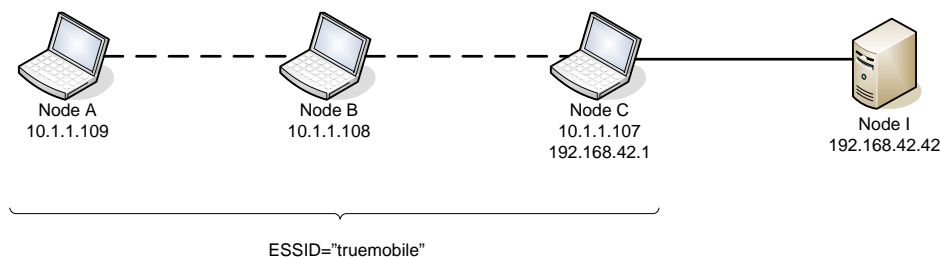 Node A
10.1.1.109
Node B
10.1.1.108
Node C
10.1.1.107
192.168.42.1
Node I
192.168.42.42
ESSID=”truemobile”